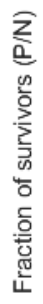 Fraction of survivors (P/N)